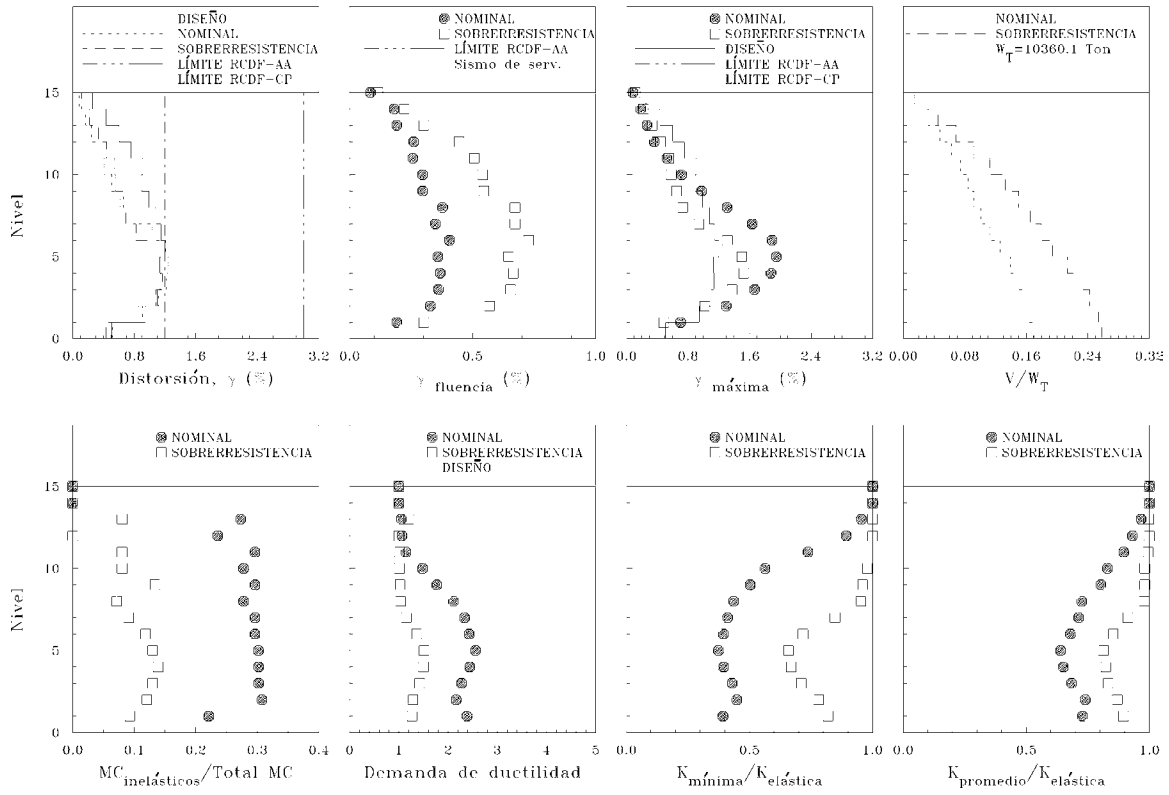 DISEÑO
NOMINAL
SOBRERRESISTENCIA
LÍMITE RCDF-AA
LÍMITE RCDF-CP
NOMINAL
SOBRERRESISTENCIA
LÍMITE RCDF-AA
Sismo de serv.
NOMINAL
SOBRERRESISTENCIA
DISEÑO
LÍMITE RCDF-AA
LÍMITE RCDF-CP
NOMINAL
SOBRERRESISTENCIA
W_T=10360.1 Ton
15
10
5
0
Nivel
0.0 0.8 1.6 2.4 3.2
Distorsión, γ (%)
0.0 0.5 1.0
γ fluencia (%)
0.0 0.8 1.6 2.4 3.2
γ máxima (%)
0.00 0.08 0.16 0.24 0.32
V/W_T
NOMINAL
SOBRERRESISTENCIA
NOMINAL
SOBRERRESISTENCIA
DISEÑO
NOMINAL
SOBRERRESISTENCIA
NOMINAL
SOBRERRESISTENCIA
15
10
5
0
Nivel
0.0 0.2 0.3 0.4
MC inelásticos/Total MC
0 1 2 3 4 5
Demanda de ductilidad
0.0 0.5 1.0
K mínima/K elástica
0.0 0.5 1.0
K promedio/K elástica